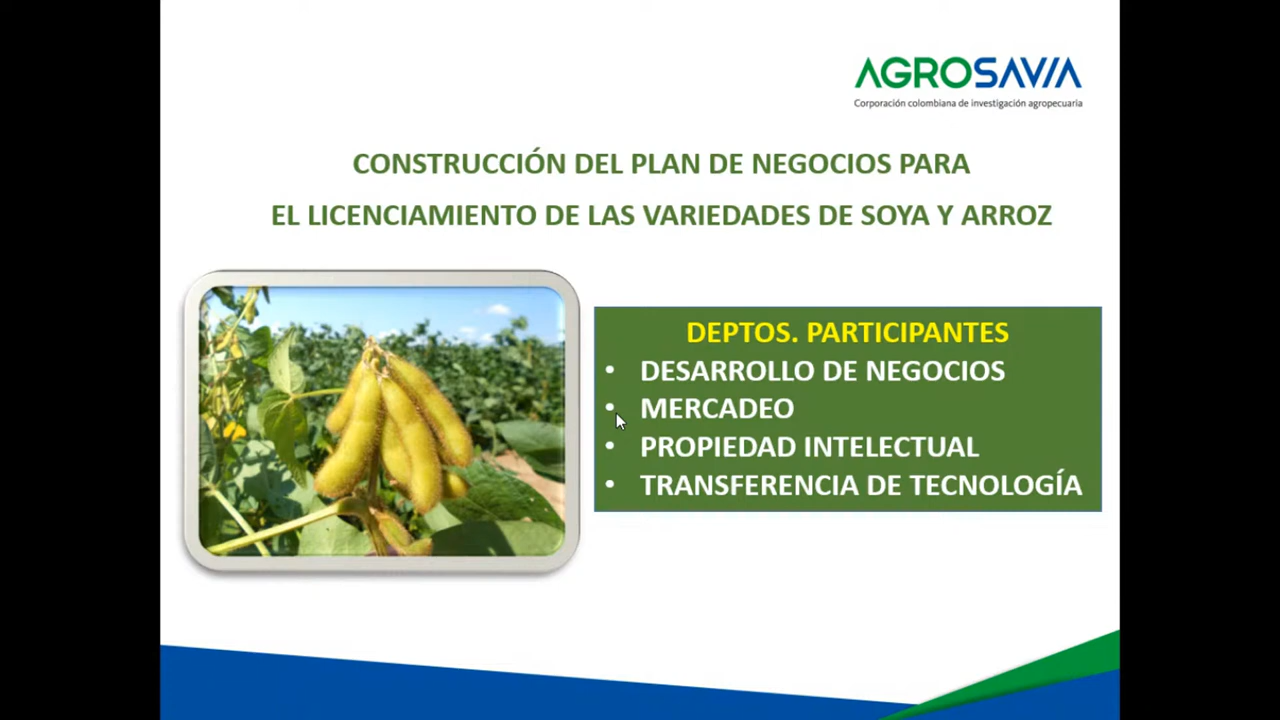 AGROSAVIA
Corporación colombiana de investigación agropecuaria
CONSTRUCCIÓN DEL PLAN DE NEGOCIOS PARA
EL LICENCIAMIENTO DE LAS VARIEDADES DE SOYA Y ARROZ
DEPTOS. PARTICIPANTES
• DESARROLLO DE NEGOCIOS
• MERCADEO
• PROPIEDAD INTELECTUAL
• TRANSFERENCIA DE TECNOLOGÍA